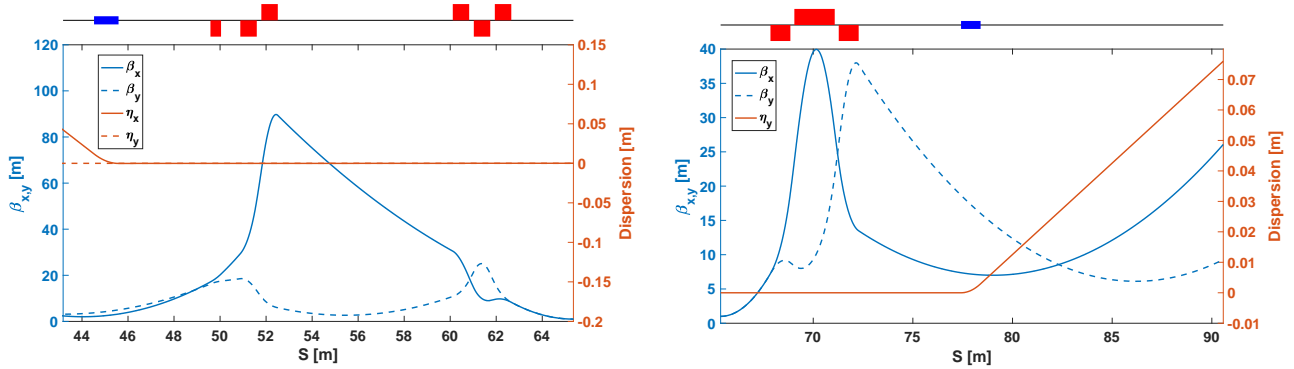 120
100
80
60
40
20
0
β_x,y [m]
β_x
β_y
η_x
η_y
0.15
0.1
0.05
0
-0.05
-0.1
-0.15
-0.2
Dispersion [m]
44 46 48 50 52 54 56 58 60 62 64
S [m]
40
35
30
25
20
15
10
5
0
β_x,y [m]
β_x
β_y
η_y
0.07
0.06
0.05
0.04
0.03
0.02
0.01
0
-0.01
Dispersion [m]
70 75 80 85 90
S [m]